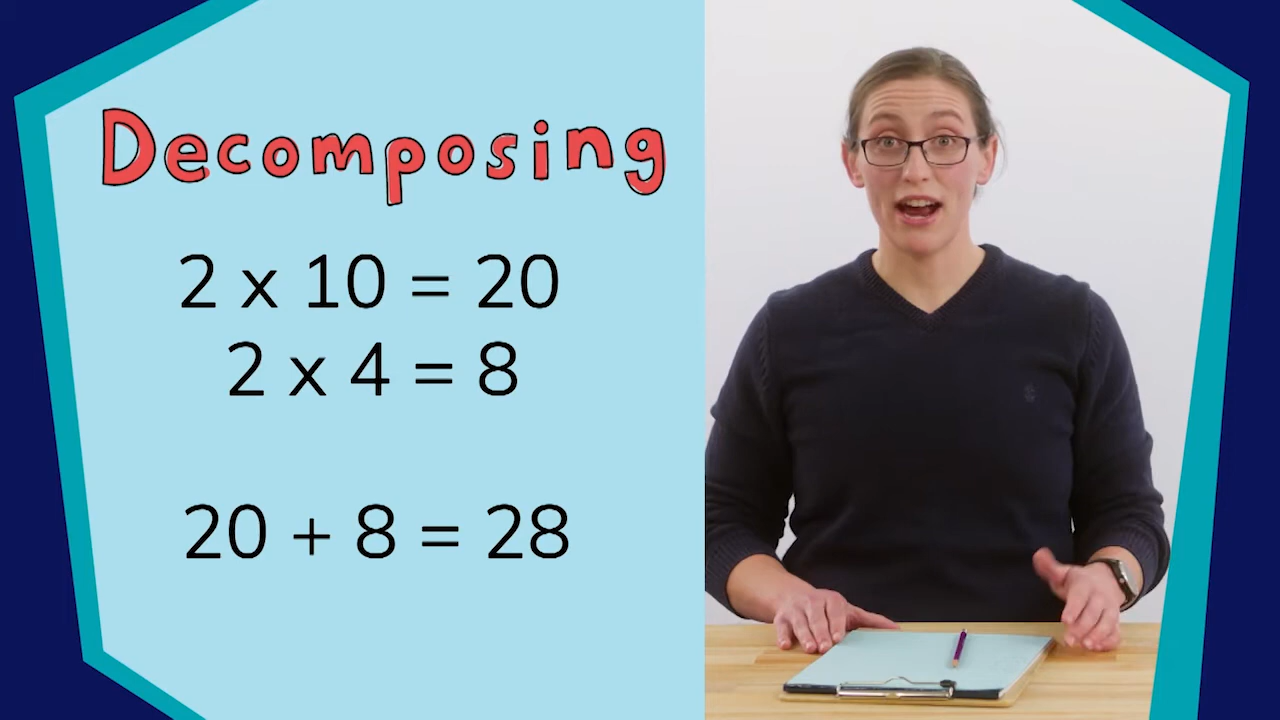 Decomposing
2 x 10 = 20
2 x 4 = 8
20 + 8 = 28